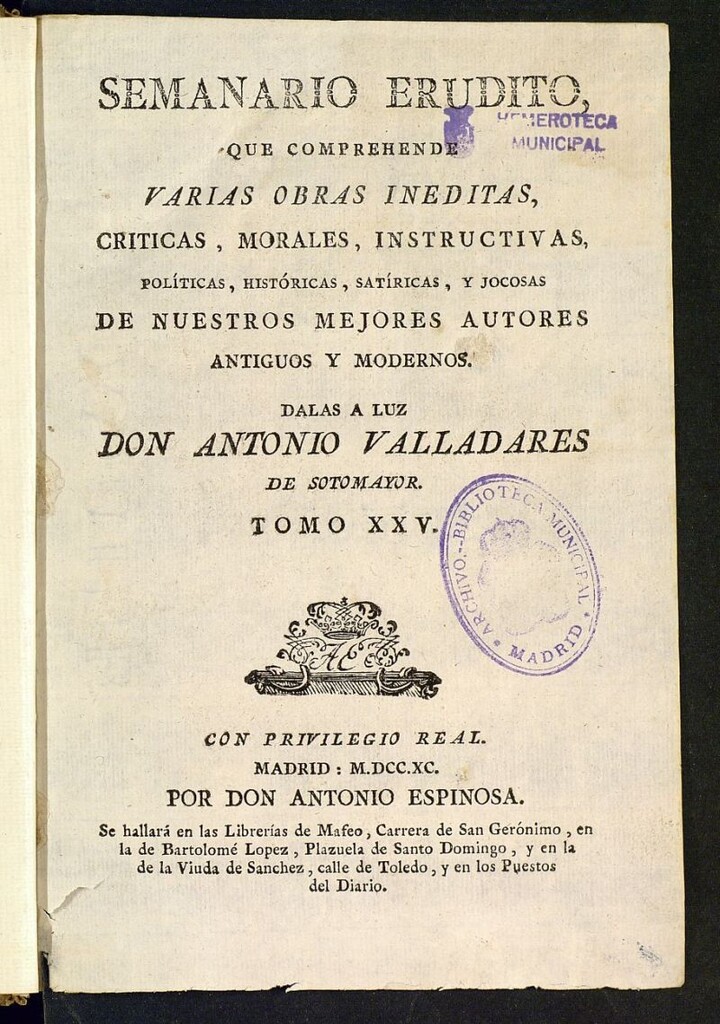 SEMANARIO ERUDITO,
HEMEROTECA
MUNICIPAL
QUE COMPREHENDE
VARIAS OBRAS INEDITAS,
CRITICAS, MORALES, INSTRUCTIVAS,
POLÍTICAS, HISTÓRICAS, SATÍRICAS, Y JOCOSAS
DE NUESTROS MEJORES AUTORES
ANTIGUOS Y MODERNOS.
DALAS A LUZ
DON ANTONIO VALLADARES
DE SOTOMAYOR.
TOMO XXV.
ARCHIVO.-BIBLIOTECA MUNICIPAL
MADRID
CON PRIVILEGIO REAL.
MADRID: M.DCC.XC.
POR DON ANTONIO ESPINOSA.
Se hallará en las Librerías de Mafeo, Carrera de San Gerónimo, en
la de Bartolomé Lopez, Plazuela de Santo Domingo, y en la
de la Viuda de Sanchez, calle de Toledo, y en los Puestos
del Diario.